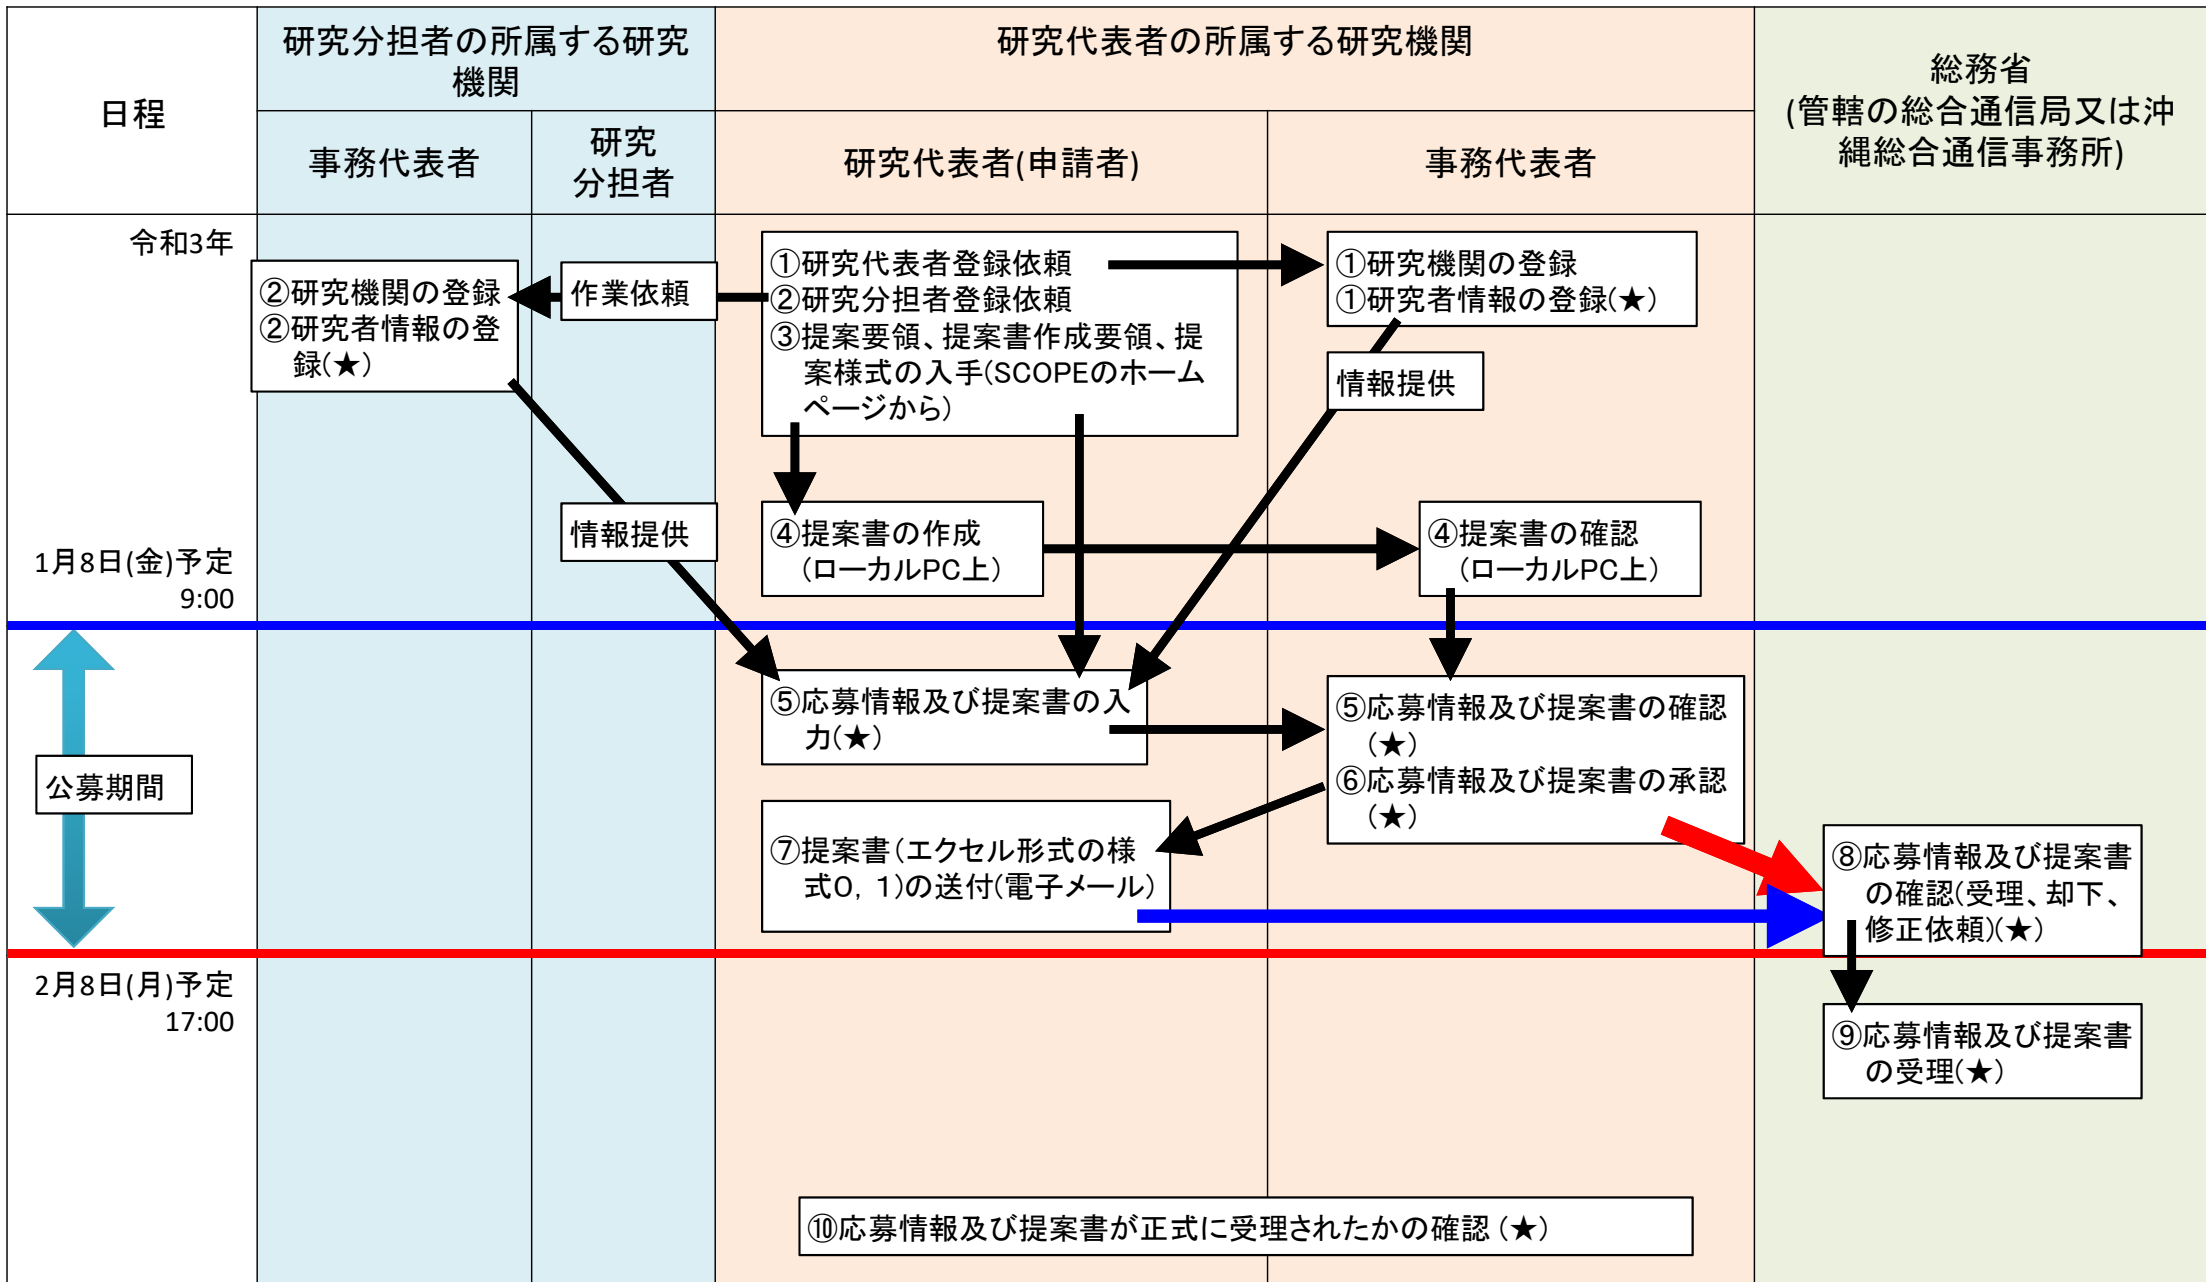 日程
研究分担者の所属する研究
機関
研究代表者の所属する研究機関
総務省
(管轄の総合通信局又は沖
縄総合通信事務所)
事務代表者
研究
分担者
研究代表者(申請者)
事務代表者
令和3年
②研究機関の登録
②研究者情報の登
録(★)
作業依頼
①研究代表者登録依頼
②研究分担者登録依頼
③提案要領、提案書作成要領、提
案様式の入手(SCOPEのホーム
ページから)
①研究機関の登録
①研究者情報の登録(★)
情報提供
情報提供
④提案書の作成
(ローカルPC上)
④提案書の確認
(ローカルPC上)
1月8日(金)予定
9:00
公募期間
⑤応募情報及び提案書の入
力(★)
⑤応募情報及び提案書の確認
(★)
⑥応募情報及び提案書の承認
(★)
⑦提案書(エクセル形式の様
式0, 1)の送付(電子メール)
⑧応募情報及び提案書
の確認(受理、却下、
修正依頼)(★)
2月8日(月)予定
17:00
⑨応募情報及び提案書
の受理(★)
⑩応募情報及び提案書が正式に受理されたかの確認 (★)